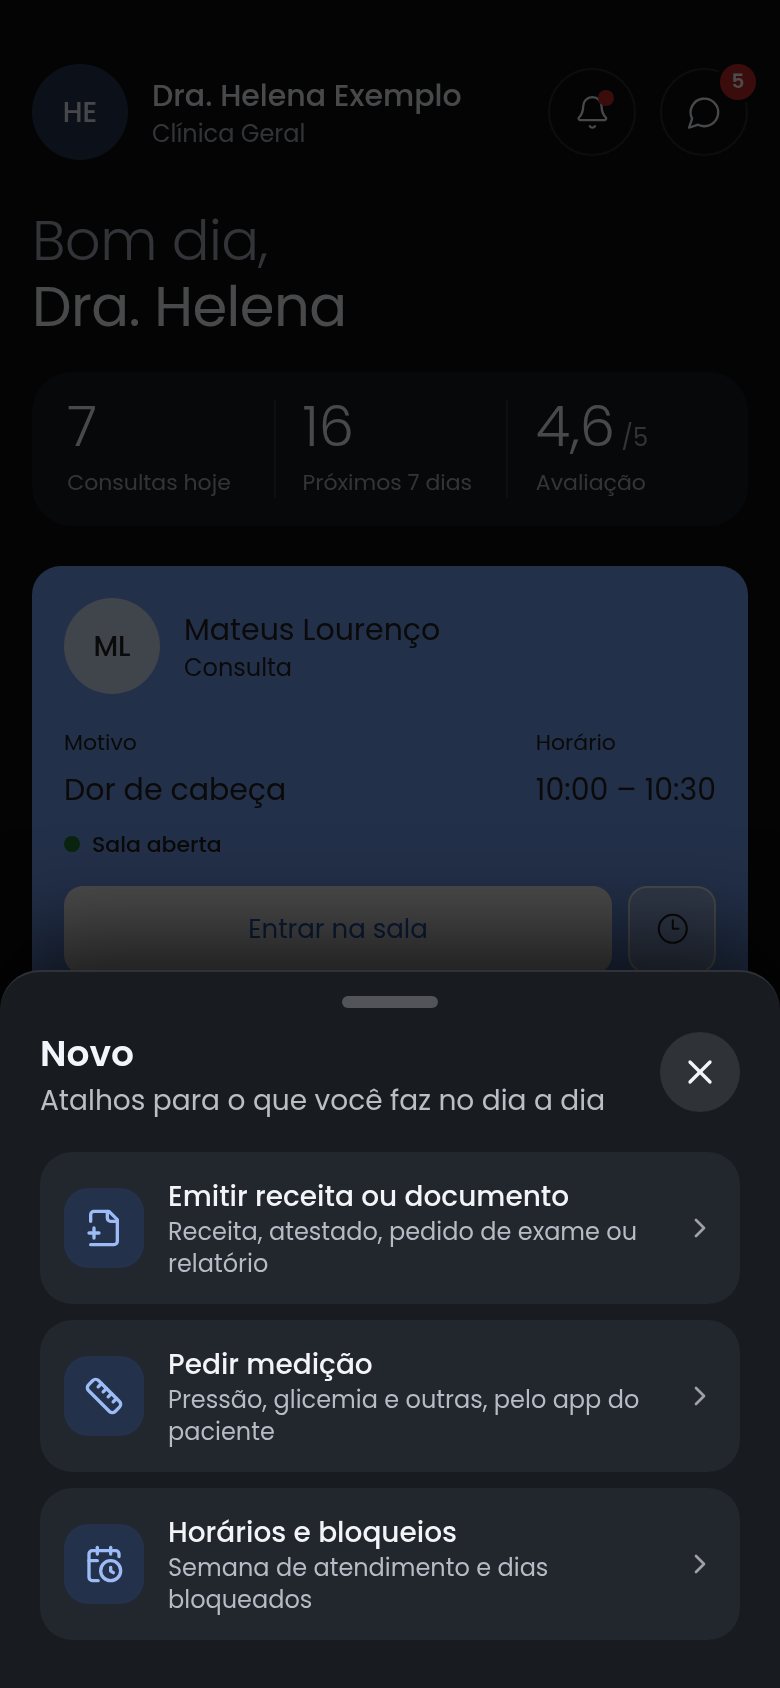 HE
Dra. Helena Exemplo
Clínica Geral
5
Bom dia,
Dra. Helena
7
Consultas hoje
16
Próximos 7 dias
4,6 /5
Avaliação
ML
Mateus Lourenço
Consulta
Motivo
Dor de cabeça
Horário
10:00 – 10:30
Sala aberta
Entrar na sala
Novo
Atalhos para o que você faz no dia a dia
Emitir receita ou documento
Receita, atestado, pedido de exame ou
relatório
Pedir medição
Pressão, glicemia e outras, pelo app do
paciente
Horários e bloqueios
Semana de atendimento e dias
bloqueados